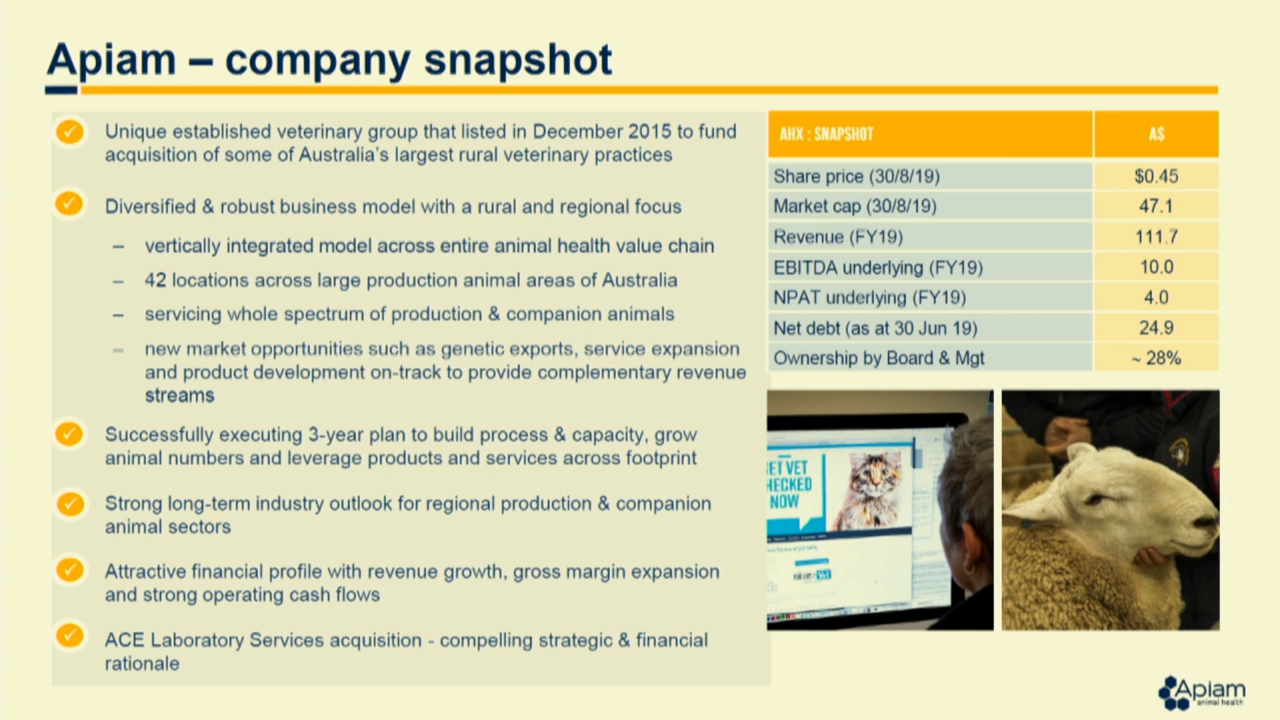 Apiam – company snapshot
Unique established veterinary group that listed in December 2015 to fund
acquisition of some of Australia's largest rural veterinary practices
Diversified & robust business model with a rural and regional focus
– vertically integrated model across entire animal health value chain
– 42 locations across large production animal areas of Australia
– servicing whole spectrum of production & companion animals
– new market opportunities such as genetic exports, service expansion
and product development on-track to provide complementary revenue
streams
Successfully executing 3-year plan to build process & capacity, grow
animal numbers and leverage products and services across footprint
Strong long-term industry outlook for regional production & companion
animal sectors
Attractive financial profile with revenue growth, gross margin expansion
and strong operating cash flows
ACE Laboratory Services acquisition - compelling strategic & financial
rationale
AHX : SNAPSHOT A$
Share price (30/8/19) $0.45
Market cap (30/8/19) 47.1
Revenue (FY19) 111.7
EBITDA underlying (FY19) 10.0
NPAT underlying (FY19) 4.0
Net debt (as at 30 Jun 19) 24.9
Ownership by Board & Mgt ~ 28%
ET VET
HECKED
NOW
Apiam
animal health